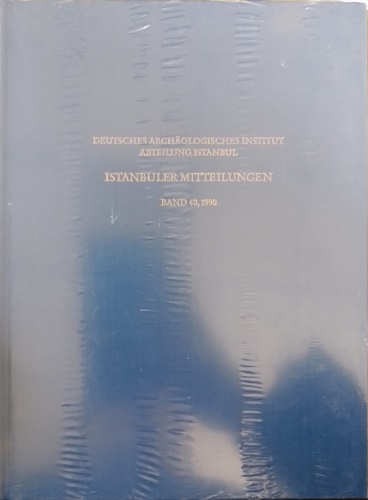 DEUTSCHES ARCHÄOLOGISCHES INSTITUT
ABTEILUNG ISTANBUL
ISTANBULER MITTEILUNGEN
BAND 40, 1990